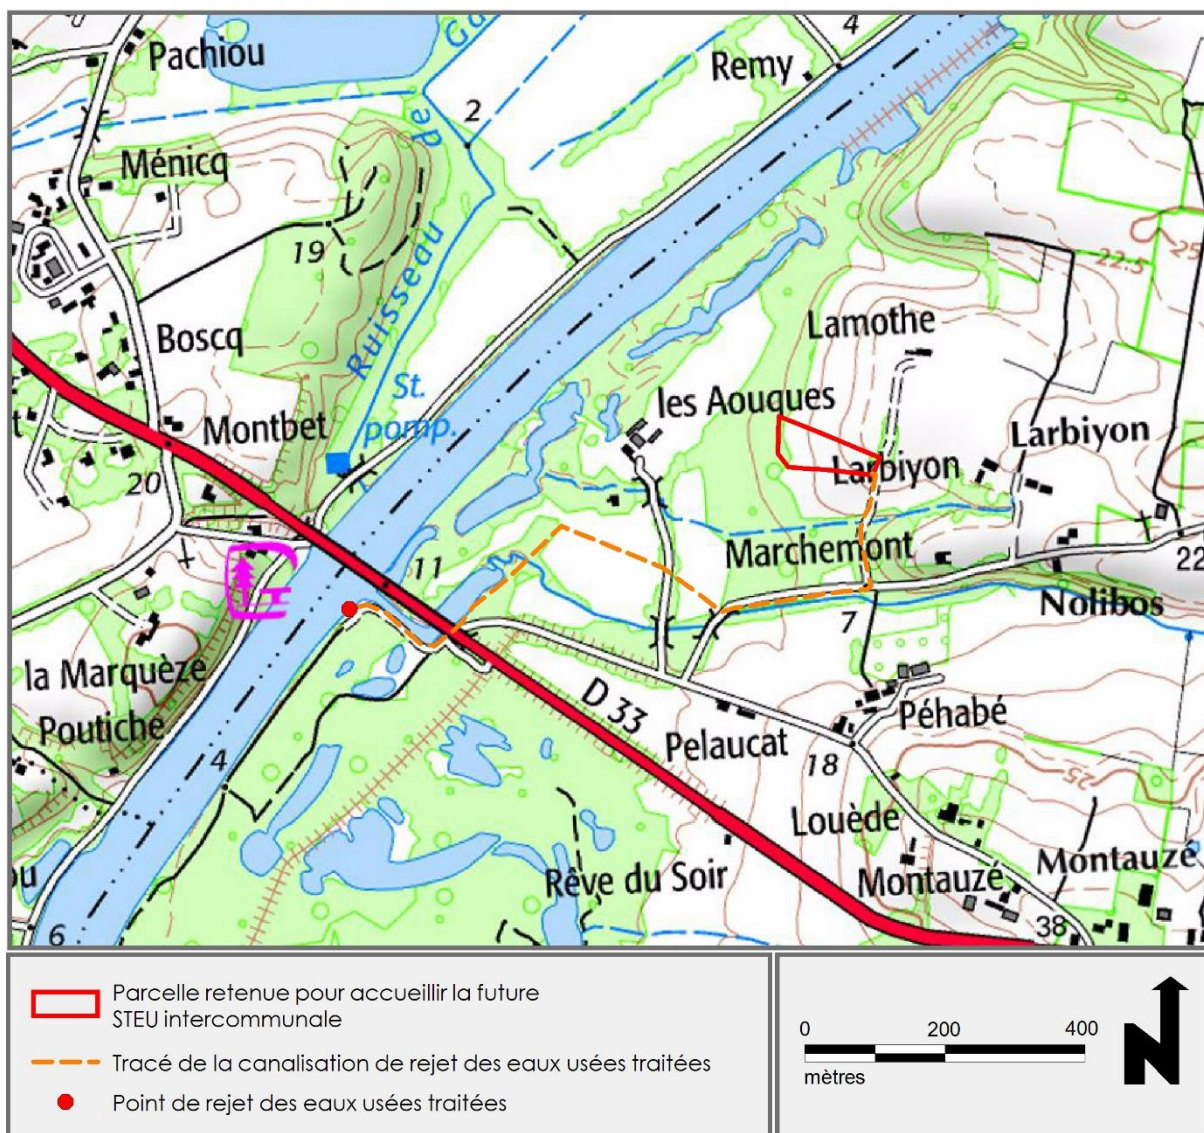 Pachiou
Ga
4
Remy
2
Ménicq
de
19
25
22.5
Ruisseau
Lamothe
Boscq
St.
pomp.
les Aouques
Montbet
t
Larbiyon
Larbiyon
20
Marchemont
22
11
Nolibos
7
la Marquèze
Poutiche
D 33
Péhabé
Pelaucat
4
18
25
Louède
Rêve du Soir
Montauzé
Montauzé
ou
6
38
Parcelle retenue pour accueillir la future
STEU intercommunale
Tracé de la canalisation de rejet des eaux usées traitées
Point de rejet des eaux usées traitées
0 200 400
mètres
N